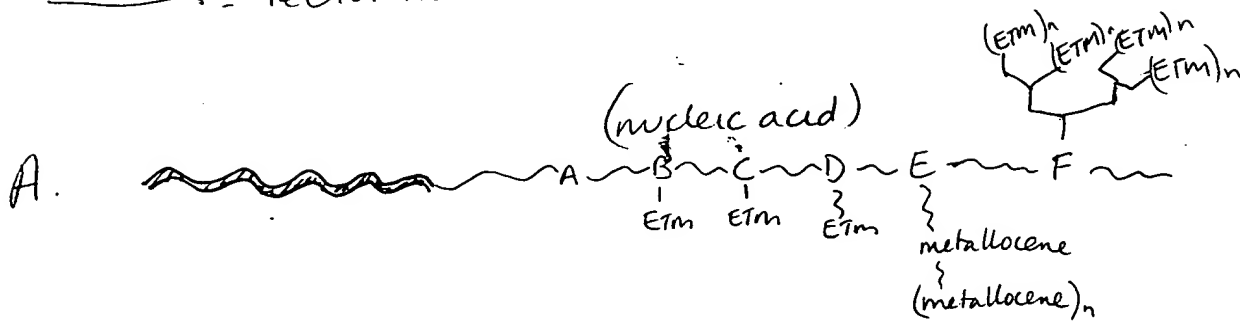 (ETM)n (ETM)n (ETM)n (ETM)n
(nucleic acid)
A. A B C D E F
ETM ETM ETM metallocene
(metallocene)n